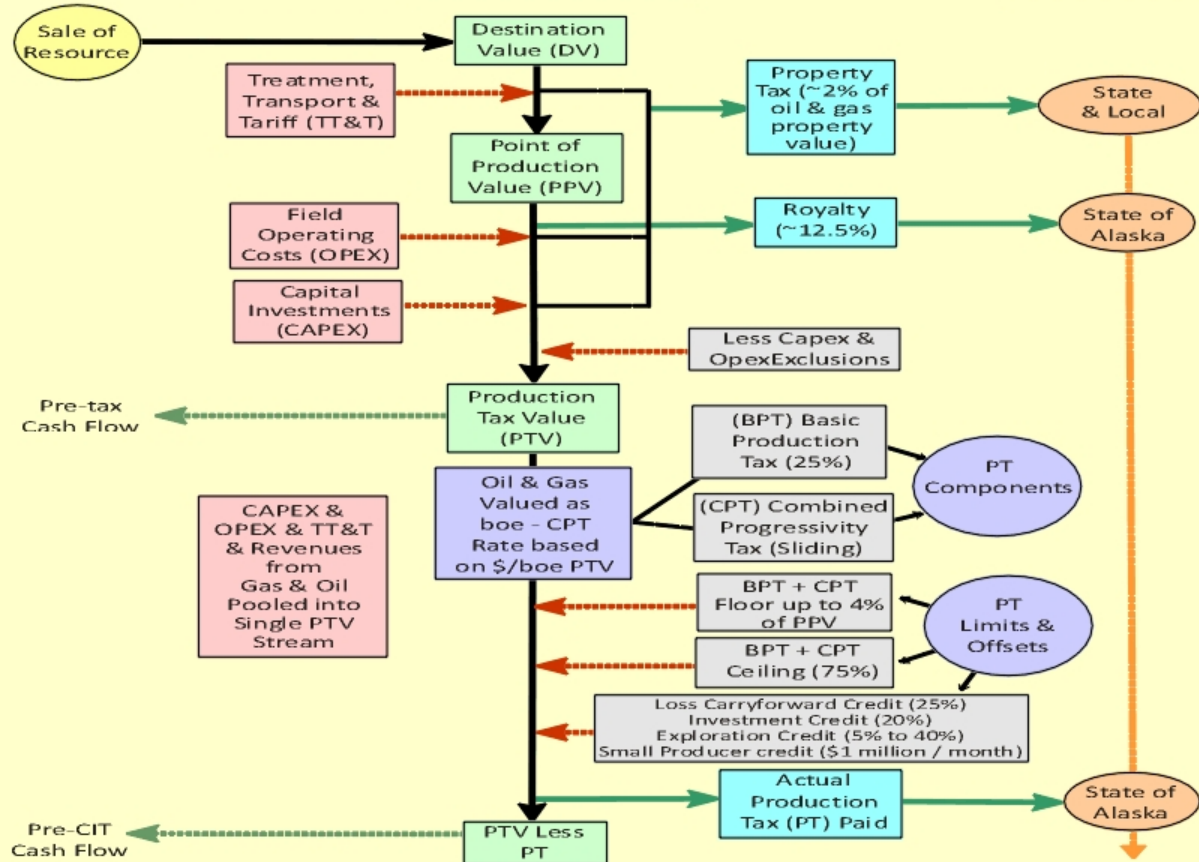 Sale of
Resource
Destination
Value (DV)
Treatment,
Transport &
Tariff (TT&T)
Property
Tax (~2% of
oil & gas
property
value)
State
& Local
Point of
Production
Value (PPV)
Field
Operating
Costs (OPEX)
Royalty
(~12.5%)
State of
Alaska
Capital
Investments
(CAPEX)
Less Capex &
OpexExclusions
Pre-tax
Cash Flow
Production
Tax Value
(PTV)
(BPT) Basic
Production
Tax (25%)
PT
Components
Oil & Gas
Valued as
boe - CPT
Rate based
on $/boe PTV
(CPT) Combined
Progressivity
Tax (Sliding)
CAPEX &
OPEX & TT&T
& Revenues
from
Gas & Oil
Pooled into
Single PTV
Stream
BPT + CPT
Floor up to 4%
of PPV
PT
Limits &
Offsets
BPT + CPT
Ceiling (75%)
Loss Carryforward Credit (25%)
Investment Credit (20%)
Exploration Credit (5% to 40%)
Small Producer credit ($1 million / month)
Actual
Production
Tax (PT) Paid
State of
Alaska
Pre-CIT
Cash Flow
PTV Less
PT